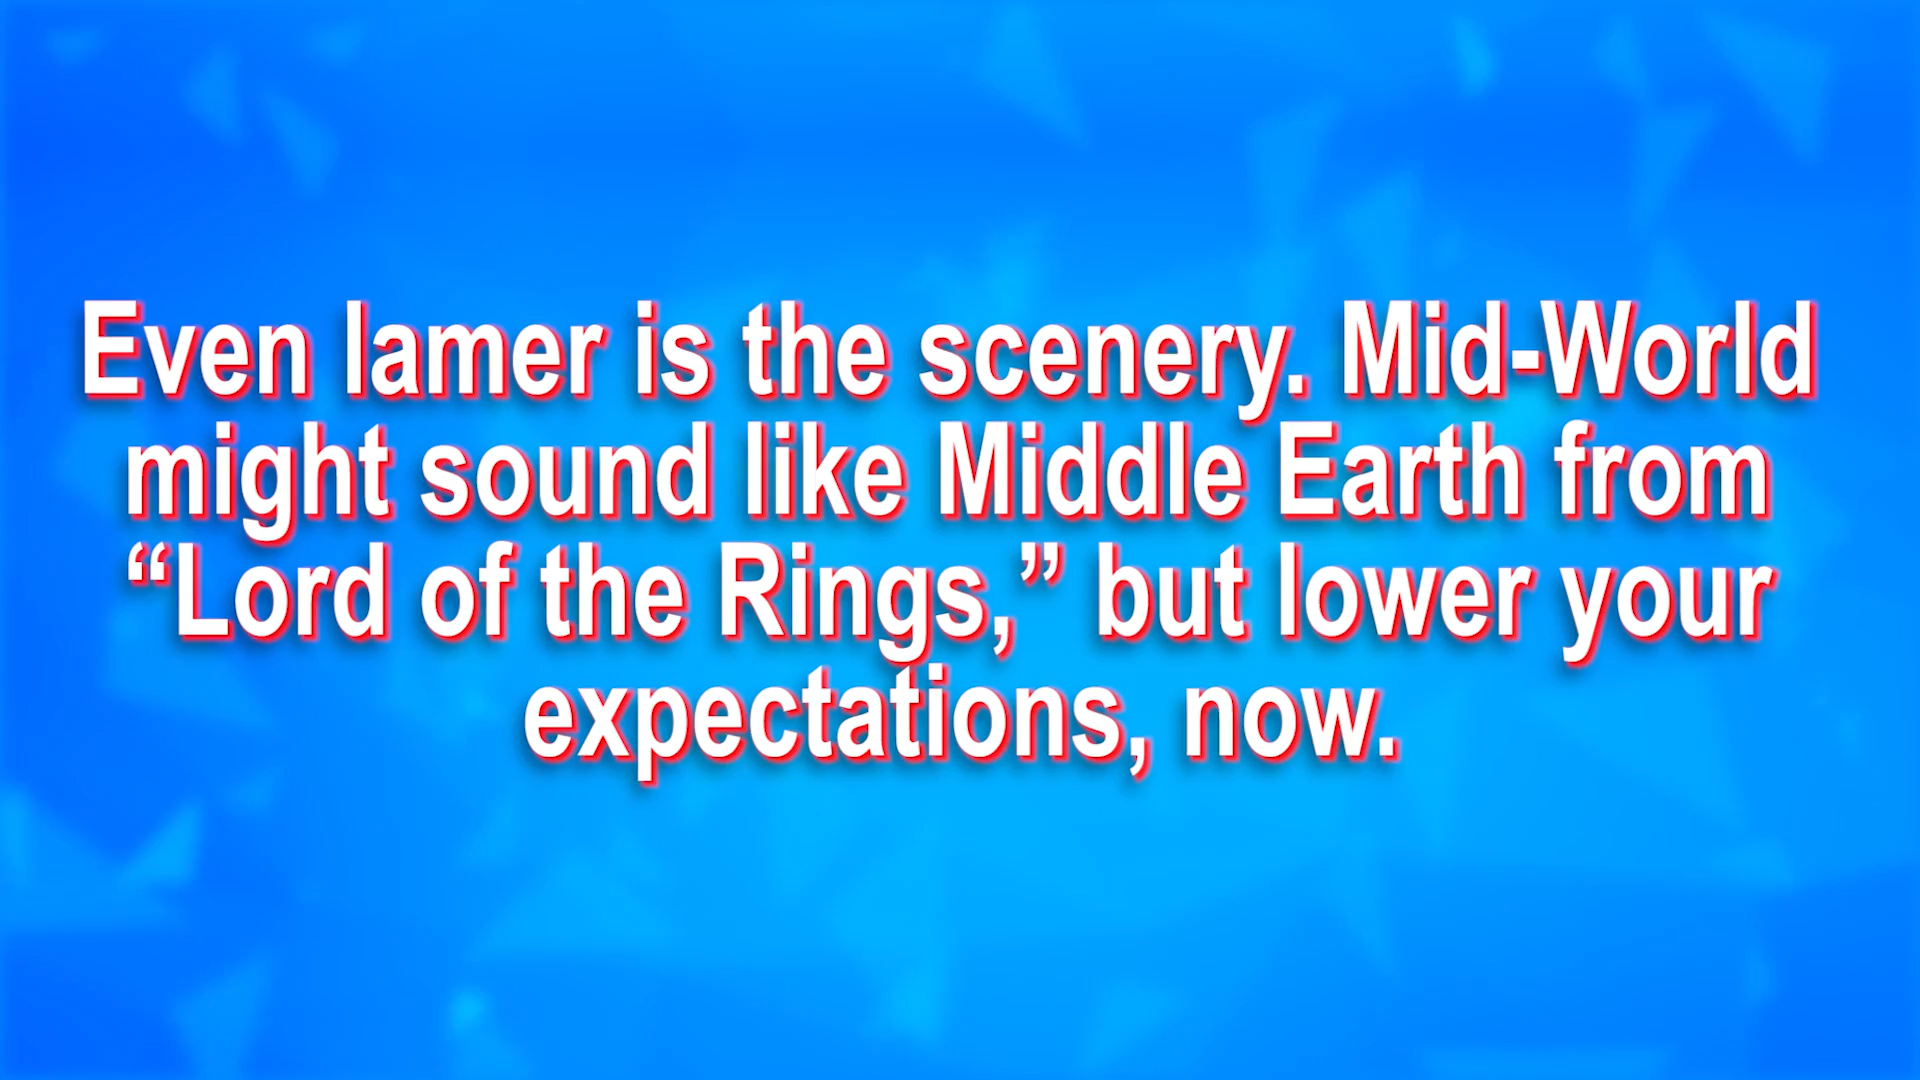 Even lamer is the scenery. Mid-World
might sound like Middle Earth from
“Lord of the Rings,” but lower your
expectations, now.